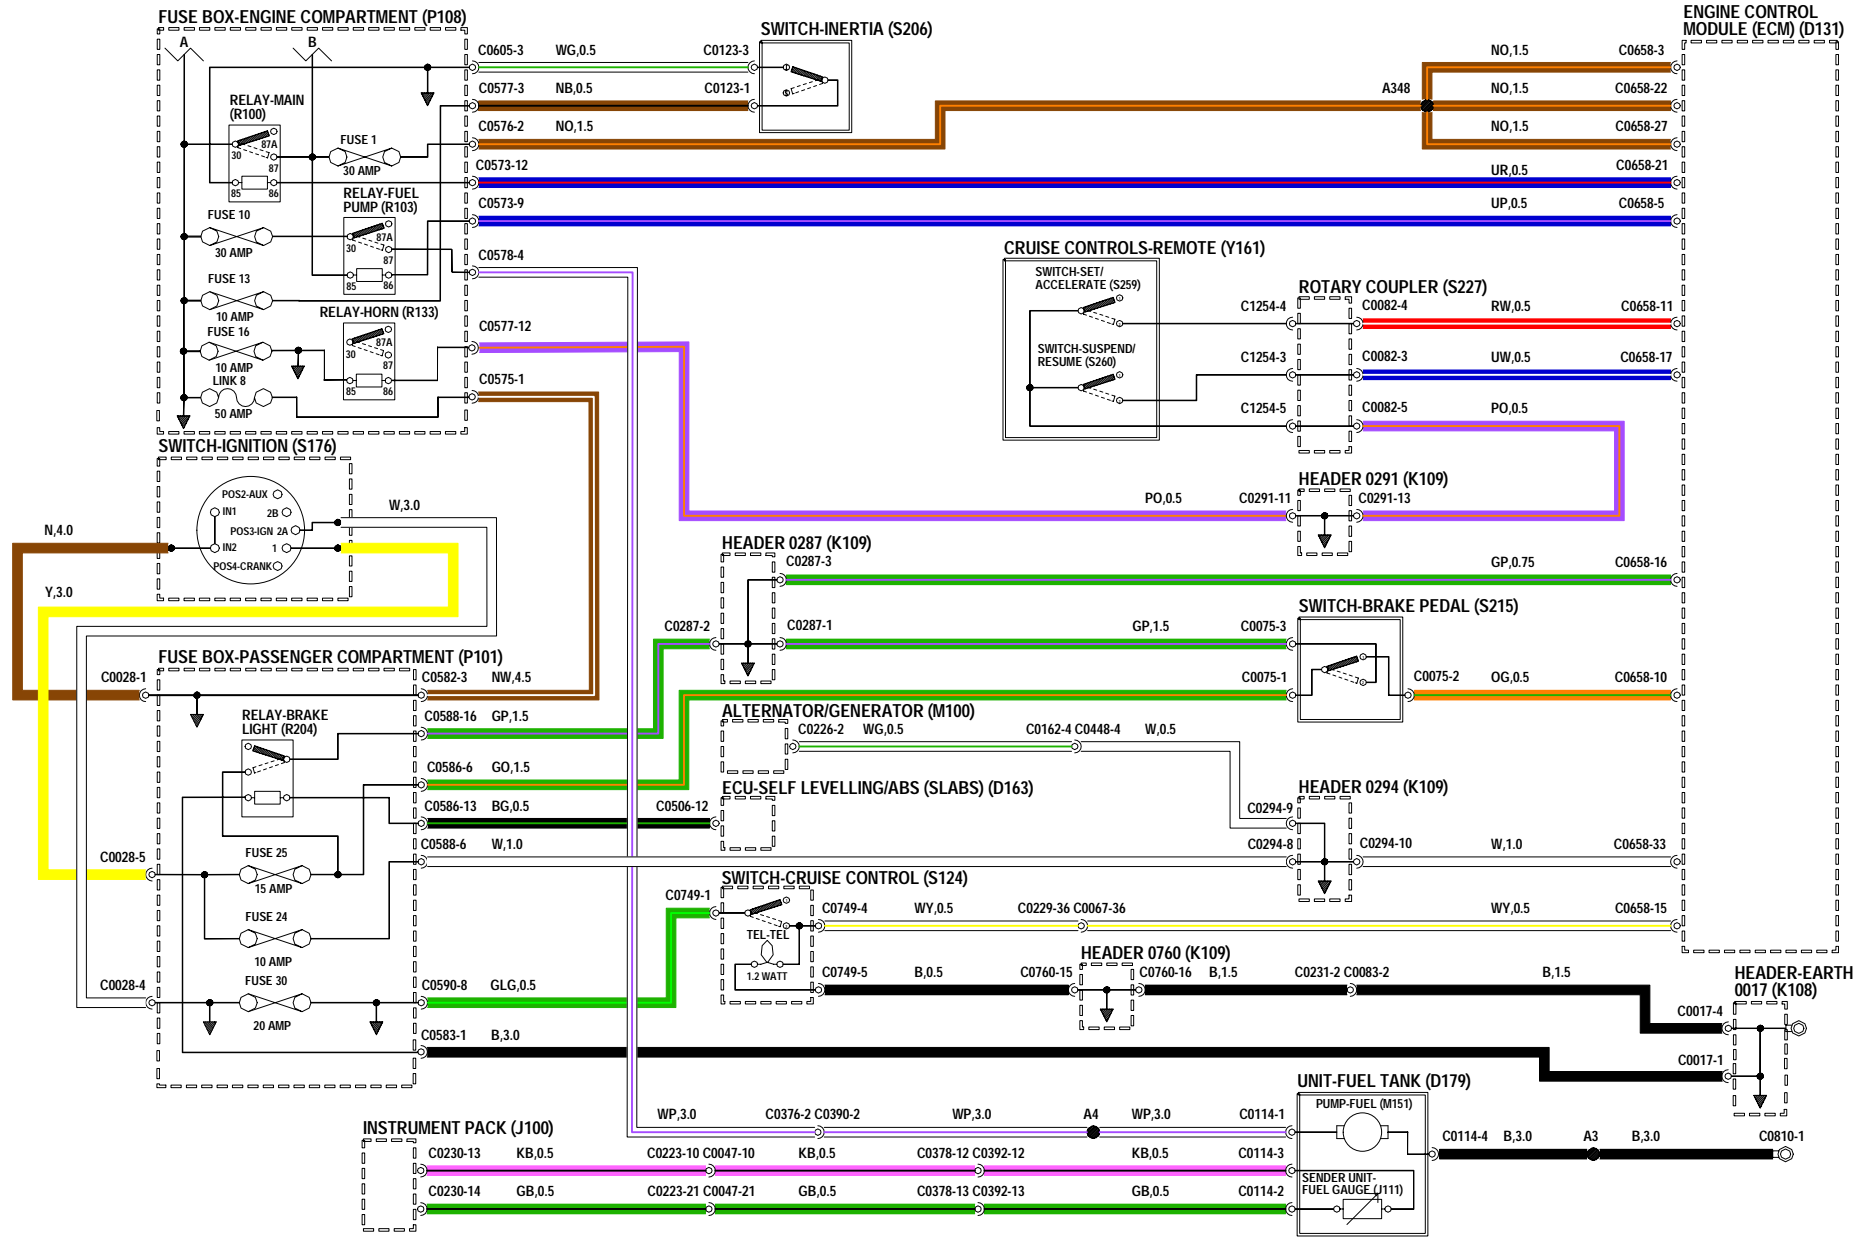 FUSE BOX-ENGINE COMPARTMENT (P108)
A
B
RELAY-MAIN
(R100)
87A
30
87
85
86
FUSE 1
30 AMP
RELAY-FUEL
PUMP (R103)
87A
30
87
85
86
FUSE 10
30 AMP
FUSE 13
10 AMP
RELAY-HORN (R133)
FUSE 16
10 AMP
87A
30
87
85
86
LINK 8
50 AMP
C0605-3 WG,0.5 C0123-3
C0577-3 NB,0.5 C0123-1
C0576-2 NO,1.5
C0573-12
C0573-9
C0578-4
C0577-12
C0575-1
SWITCH-INERTIA (S206)
A348
NO,1.5 C0658-3
NO,1.5 C0658-22
NO,1.5 C0658-27
UR,0.5 C0658-21
UP,0.5 C0658-5
ENGINE CONTROL
MODULE (ECM) (D131)
CRUISE CONTROLS-REMOTE (Y161)
SWITCH-SET/
ACCELERATE (S259)
SWITCH-SUSPEND/
RESUME (S260)
C1254-4
C1254-3
C1254-5
ROTARY COUPLER (S227)
C0082-4 RW,0.5 C0658-11
C0082-3 UW,0.5 C0658-17
C0082-5 PO,0.5
SWITCH-IGNITION (S176)
POS2-AUX
IN1
2B
POS3-IGN 2A
IN2
1
POS4-CRANK
N,4.0
W,3.0
Y,3.0
HEADER 0291 (K109)
PO,0.5 C0291-11
C0291-13
HEADER 0287 (K109)
C0287-3 GP,0.75 C0658-16
C0287-2
C0287-1 GP,1.5 C0075-3
SWITCH-BRAKE PEDAL (S215)
C0075-1
C0075-2 OG,0.5 C0658-10
FUSE BOX-PASSENGER COMPARTMENT (P101)
C0028-1
C0582-3 NW,4.5
RELAY-BRAKE
LIGHT (R204)
C0588-16 GP,1.5
C0586-6 GO,1.5
C0586-13 BG,0.5 C0506-12
C0588-6 W,1.0
C0028-5
FUSE 25
15 AMP
FUSE 24
10 AMP
FUSE 30
20 AMP
C0028-4
C0590-8 GLG,0.5
C0583-1 B,3.0
ALTERNATOR/GENERATOR (M100)
C0226-2 WG,0.5 C0162-4 C0448-4 W,0.5
ECU-SELF LEVELLING/ABS (SLABS) (D163)
HEADER 0294 (K109)
C0294-9
C0294-8
C0294-10 W,1.0 C0658-33
SWITCH-CRUISE CONTROL (S124)
C0749-1
TEL-TEL
1.2 WATT
C0749-4 WY,0.5 C0229-36 C0067-36 WY,0.5 C0658-15
HEADER 0760 (K109)
C0749-5 B,0.5 C0760-15
C0760-16 B,1.5 C0231-2 C0083-2 B,1.5
HEADER-EARTH
0017 (K108)
C0017-4
C0017-1
UNIT-FUEL TANK (D179)
PUMP-FUEL (M151)
SENDER UNIT-
FUEL GAUGE (J111)
WP,3.0 C0376-2 C0390-2 WP,3.0 A4 WP,3.0 C0114-1
INSTRUMENT PACK (J100)
C0230-13 KB,0.5 C0223-10 C0047-10 KB,0.5 C0378-12 C0392-12 KB,0.5 C0114-3
C0230-14 GB,0.5 C0223-21 C0047-21 GB,0.5 C0378-13 C0392-13 GB,0.5 C0114-2
C0114-4 B,3.0 A3 B,3.0 C0810-1